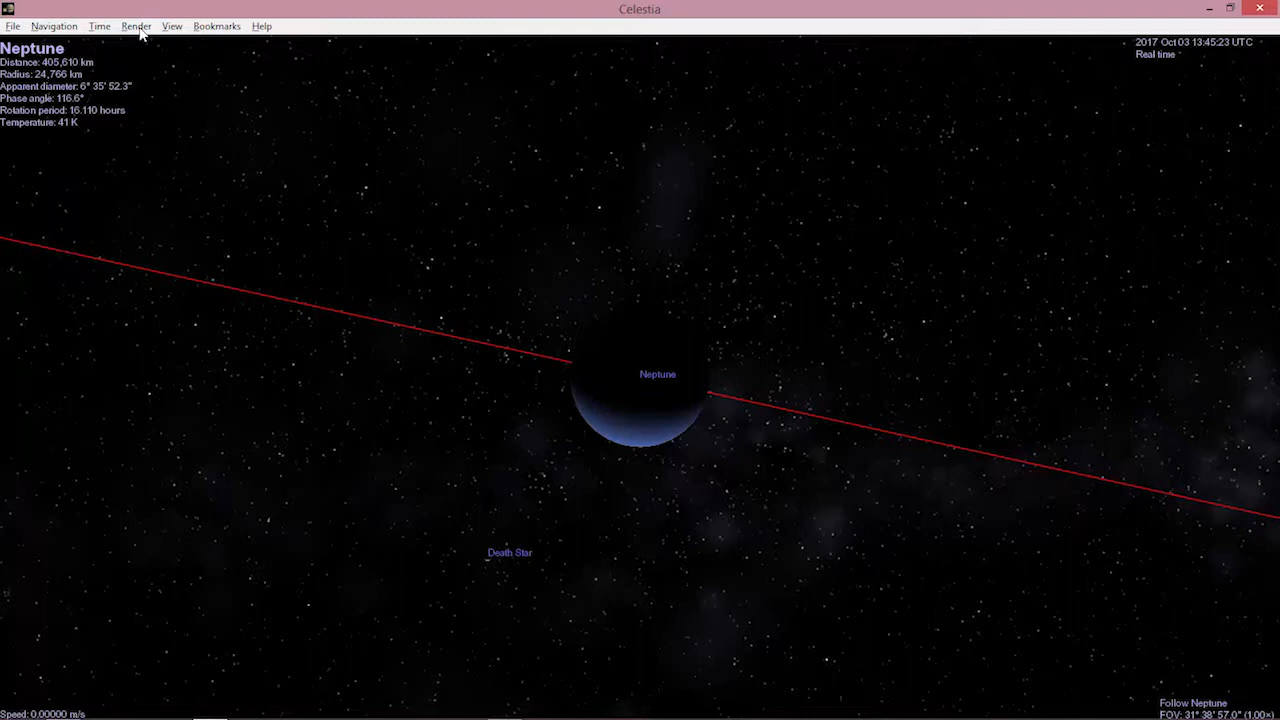 Celestia
File Navigation Time Render View Bookmarks Help
Neptune
Distance: 405,610 km
Radius: 24,766 km
Apparent diameter: 6° 35' 52.3"
Phase angle: 116.6°
Rotation period: 16.110 hours
Temperature: 41 K
2017 Oct 03 13:45:23 UTC
Real time
Neptune
Death Star
Speed: 0.00000 m/s
Follow Neptune
FOV: 31° 38' 57.0" (1.00×)